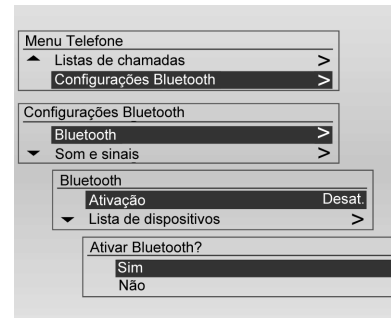 Menu Telefone
Listas de chamadas >
Configurações Bluetooth >
Configurações Bluetooth
Bluetooth >
Som e sinais >
Bluetooth
Ativação Desat.
Lista de dispositivos >
Ativar Bluetooth?
Sim
Não